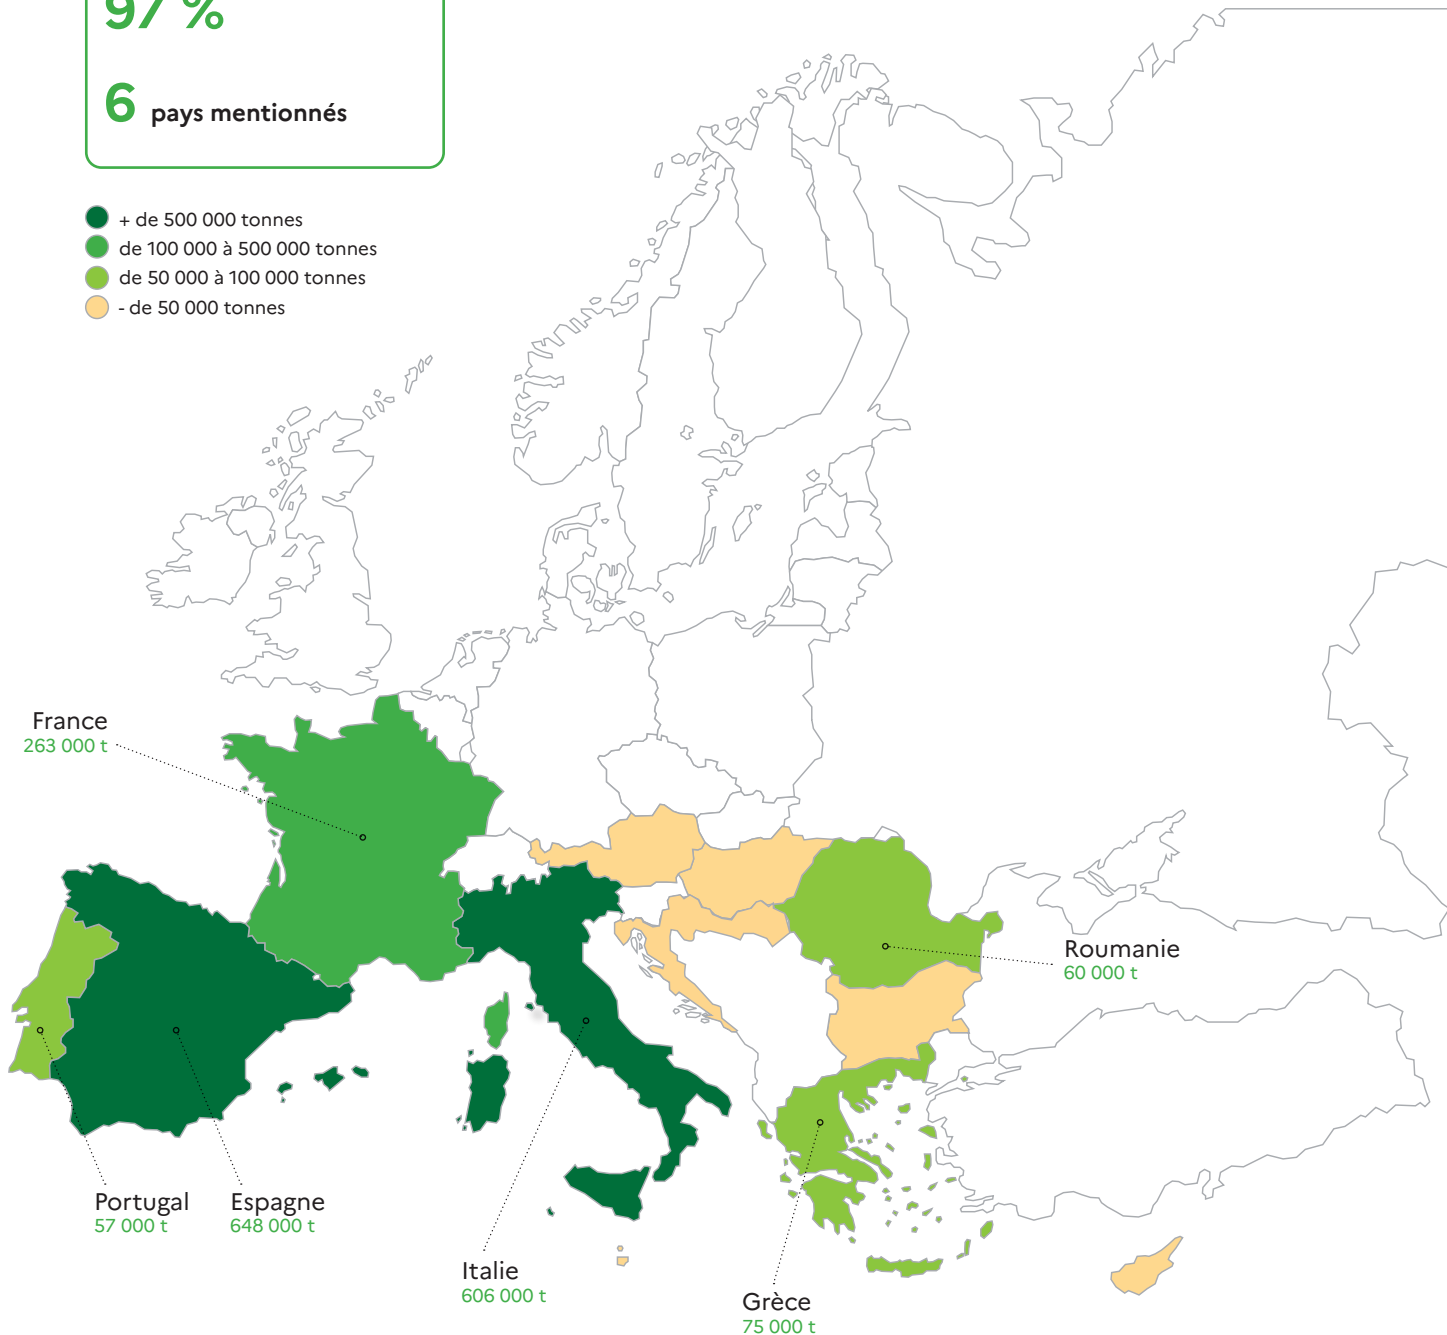 97 %
6 pays mentionnés
+ de 500 000 tonnes
de 100 000 à 500 000 tonnes
de 50 000 à 100 000 tonnes
- de 50 000 tonnes
France
263 000 t
Roumanie
60 000 t
Portugal
57 000 t
Espagne
648 000 t
Italie
606 000 t
Grèce
75 000 t